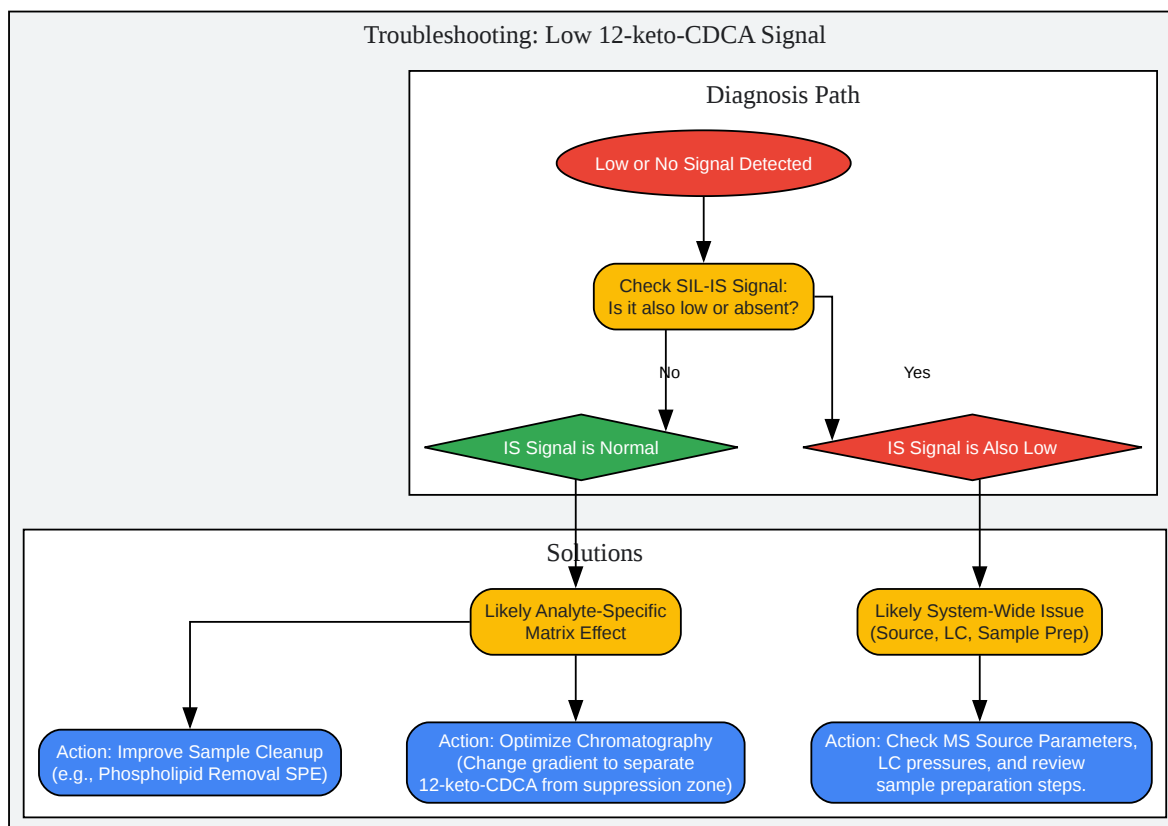 Troubleshooting: Low 12-keto-CDCA Signal
Diagnosis Path
Low or No Signal Detected
Check SIL-IS Signal:
Is it also low or absent?
No
Yes
IS Signal is Normal
IS Signal is Also Low
Solutions
Likely Analyte-Specific
Matrix Effect
Likely System-Wide Issue
(Source, LC, Sample Prep)
Action: Improve Sample Cleanup
(e.g., Phospholipid Removal SPE)
Action: Optimize Chromatography
(Change gradient to separate
12-keto-CDCA from suppression zone)
Action: Check MS Source Parameters,
LC pressures, and review
sample preparation steps.